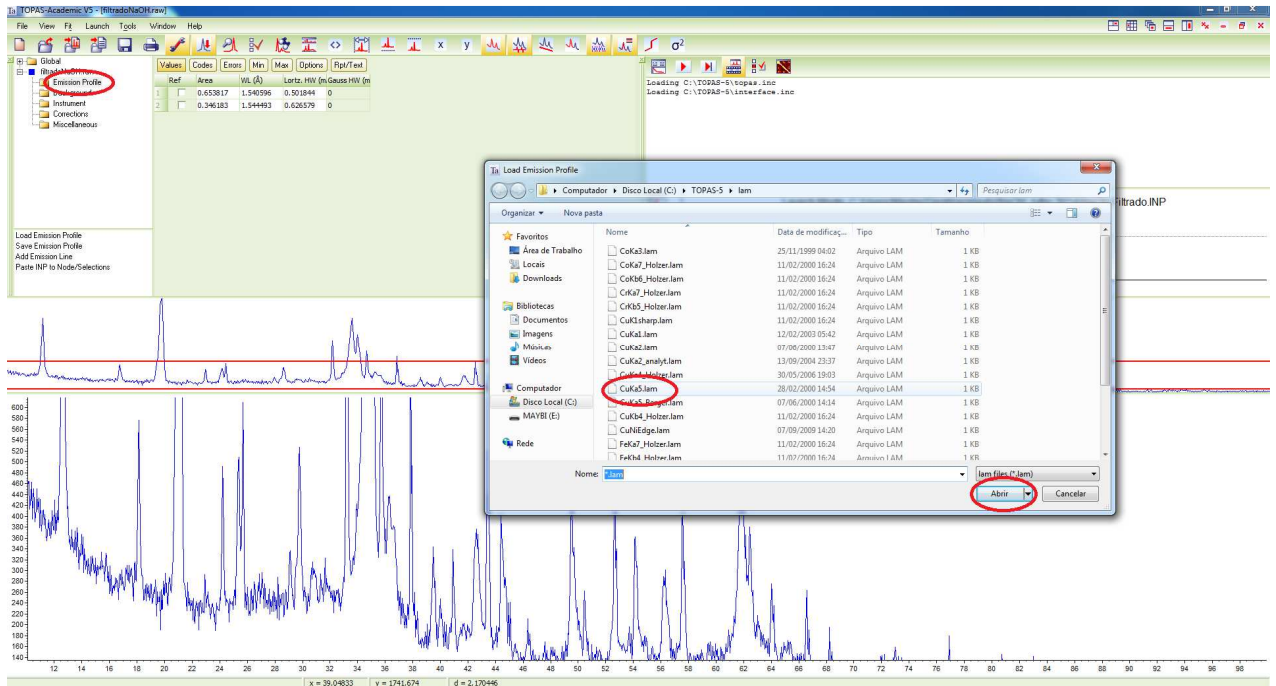 TOPAS-Academic V5 - [filtradoNaOH.raw]
File View Fit Launch Tools Window Help
Global
filtradoNaOH.raw
Emission Profile
Background
Instrument
Corrections
Miscellaneous
Values Codes Errors Min Max Options Rpt/Text
Ref Area WL (Å) Lortz. HW (m Gauss HW (m
1 0.653817 1.540596 0.501844 0
2 0.346183 1.544493 0.626579 0
Loading C:\TOPAS-5\topas.inc
Loading C:\TOPAS-5\interface.inc
Filtrado.INP
Load Emission Profile
Save Emission Profile
Add Emission Line
Paste INP to Node/Selections
Load Emission Profile
Computador Disco Local (C:) TOPAS-5 lam
Pesquisar lam
Organizar Nova pasta
Favoritos
Área de Trabalho
Locais
Downloads
Bibliotecas
Documentos
Imagens
Músicas
Vídeos
Computador
Disco Local (C:)
MAYBI (E:)
Rede
Nome Data de modificaç... Tipo Tamanho
CoKa3.lam 25/11/1999 04:02 Arquivo LAM 1 KB
CoKa7_Holzer.lam 11/02/2000 16:24 Arquivo LAM 1 KB
CoKb6_Holzer.lam 11/02/2000 16:24 Arquivo LAM 1 KB
CrKa7_Holzer.lam 11/02/2000 16:24 Arquivo LAM 1 KB
CrKb5_Holzer.lam 11/02/2000 16:24 Arquivo LAM 1 KB
CuK1sharp.lam 12/02/2003 05:42 Arquivo LAM 1 KB
CuKa1.lam 11/02/2000 16:24 Arquivo LAM 1 KB
CuKa2.lam 07/06/2000 13:47 Arquivo LAM 1 KB
CuKa2_analyt.lam 13/09/2004 23:37 Arquivo LAM 1 KB
CuKa4_Holzer.lam 30/05/2006 19:03 Arquivo LAM 1 KB
CuKa5.lam 28/02/2000 14:54 Arquivo LAM 1 KB
CuKa5_Berger.lam 07/06/2000 14:14 Arquivo LAM 1 KB
CuKb4_Holzer.lam 11/02/2000 16:24 Arquivo LAM 1 KB
CuNiEdge.lam 07/09/2009 14:20 Arquivo LAM 1 KB
FeKa7_Holzer.lam 11/02/2000 16:24 Arquivo LAM 1 KB
FeKb4_Holzer.lam 11/02/2000 16:24 Arquivo LAM 1 KB
Nome: *.lam
lam files (*.lam)
Abrir Cancelar
600
580
560
540
520
500
480
460
440
420
400
380
360
340
320
300
280
260
240
220
200
180
160
140
12 14 16 18 20 22 24 26 28 30 32 34 36 38 40 42 44 46 48 50 52 54 56 58 60 62 64 66 68 70 72 74 76 78 80 82 84 86 88 90 92 94 96 98
x = 39.04833 y = 1741.674 d = 2.170446